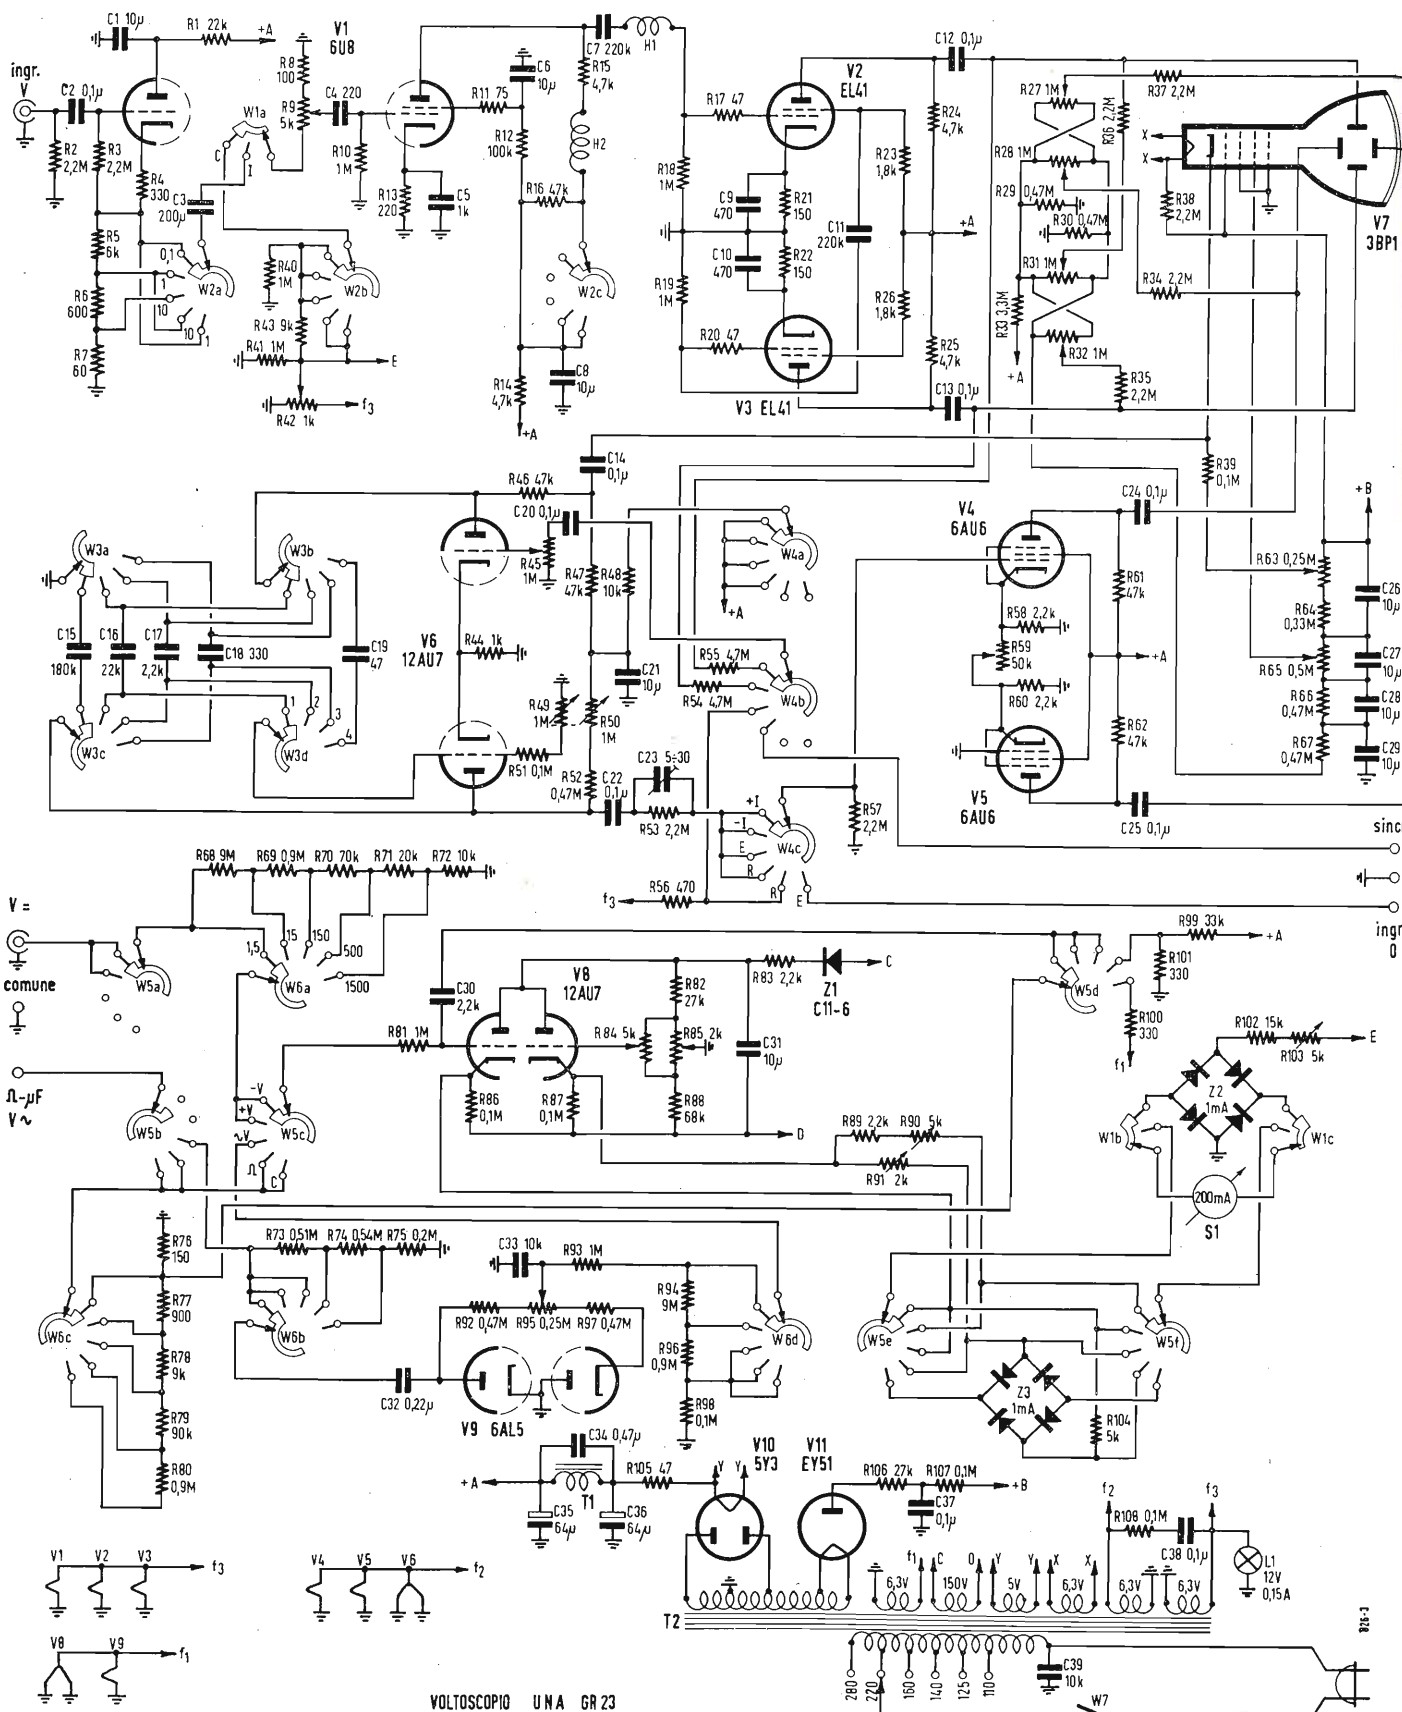 C1 10µ
R1 22k
+A
V1
6U8
R8
100
R9
5k
C4 220
ingr.
V
C2 0,1µ
R2
2,2M
R3
2,2M
R4
330
W1a
C
I
C3
200µ
R10
1M
R11 75
R12
100k
R13
220
C5
1k
C6
10µ
C7 220k
H1
R15
4,7k
H2
R16 47k
R5
6k
R6
600
R7
60
0,1
1
10
10
1
W2a
R40
1M
W2b
R43 9k
R41 1M
E
R42 1k
f3
W2c
R14
4,7k
C8
10µ
+A
V2
EL41
R17 47
R18
1M
R19
1M
R20 47
C9
470
C10
470
R21
150
R22
150
C11
220k
R23
1,8k
R24
4,7k
R26
1,8k
R25
4,7k
+A
V3 EL41
C12 0,1µ
C13 0,1µ
R27 1M
R28 1M
R29 0,47M
R30 0,47M
R31 1M
R32 1M
R33 3,3M
+A
R34 2,2M
R35
2,2M
R36 2,2M
R37 2,2M
R38
2,2M
X
X
V7
3BP1
C14
0,1µ
R46 47k
C20 0,1µ
R45
1M
R47
47k
R48
10k
W3a
W3b
W3c
W3d
C15
180k
C16
22k
C17
2,2k
C18 330
C19
47
1
2
3
4
V6
12AU7
R44 1k
R49
1M
R50
1M
R51 0,1M
R52
0,47M
C21
10µ
C22
0,1µ
C23 5÷30
R53 2,2M
W4a
+A
R55 4,7M
R54 4,7M
W4b
+I
-I
E
R
R
E
W4c
R56 470
f3
R57
2,2M
V4
6AU6
R58 2,2k
R59
50k
R60 2,2k
V5
6AU6
R61
47k
R62
47k
+A
C24 0,1µ
C25 0,1µ
R39
0,1M
+B
R63 0,25M
R64
0,33M
R65 0,5M
R66
0,47M
R67
0,47M
C26
10µ
C27
10µ
C28
10µ
C29
10µ
sinc
ingr
O
V =
comune
Ω-µF
V ~
R68 9M
R69 0,9M
R70 70k
R71 20k
R72 10k
1,5
15
150
500
1500
W5a
W6a
W5b
W5c
-V
+V
~V
Ω
C
C30
2,2k
R81 1M
V8
12AU7
R82
27k
R83 2,2k
Z1
C11-6
C
R84 5k
R85 2k
C31
10µ
R86
0,1M
R87
0,1M
R88
68k
D
R89 2,2k
R90 5k
R91 2k
W5d
R99 33k
+A
R101
330
R100
330
f1
R102 15k
R103 5k
E
Z2
1mA
W1b
W1c
200mA
S1
R76
150
R77
900
R78
9k
R79
90k
R80
0,9M
W6c
R73 0,51M
R74 0,54M
R75 0,2M
W6b
C32 0,22µ
C33 10k
R93 1M
R92 0,47M
R95 0,25M
R97 0,47M
V9 6AL5
R94
9M
R96
0,9M
R98
0,1M
W6d
W5e
W5f
Z3
1mA
R104
5k
+A
C34 0,47µ
T1
C35
64µ
C36
64µ
R105 47
V10
5Y3
Y
Y
V11
EY51
R106 27k
R107 0,1M
+B
C37
0,1µ
f2
f3
R108 0,1M
C38 0,1µ
L1
12V
0,15A
f1
C
D
Y
Y
X
X
6,3V
150V
5V
6,3V
6,3V
6,3V
T2
280
220
160
140
125
110
C39
10k
W7
V1
V2
V3
f3
V4
V5
V6
f2
V8
V9
f1
826-3
VOLTOSCOPIO UNA GR 23